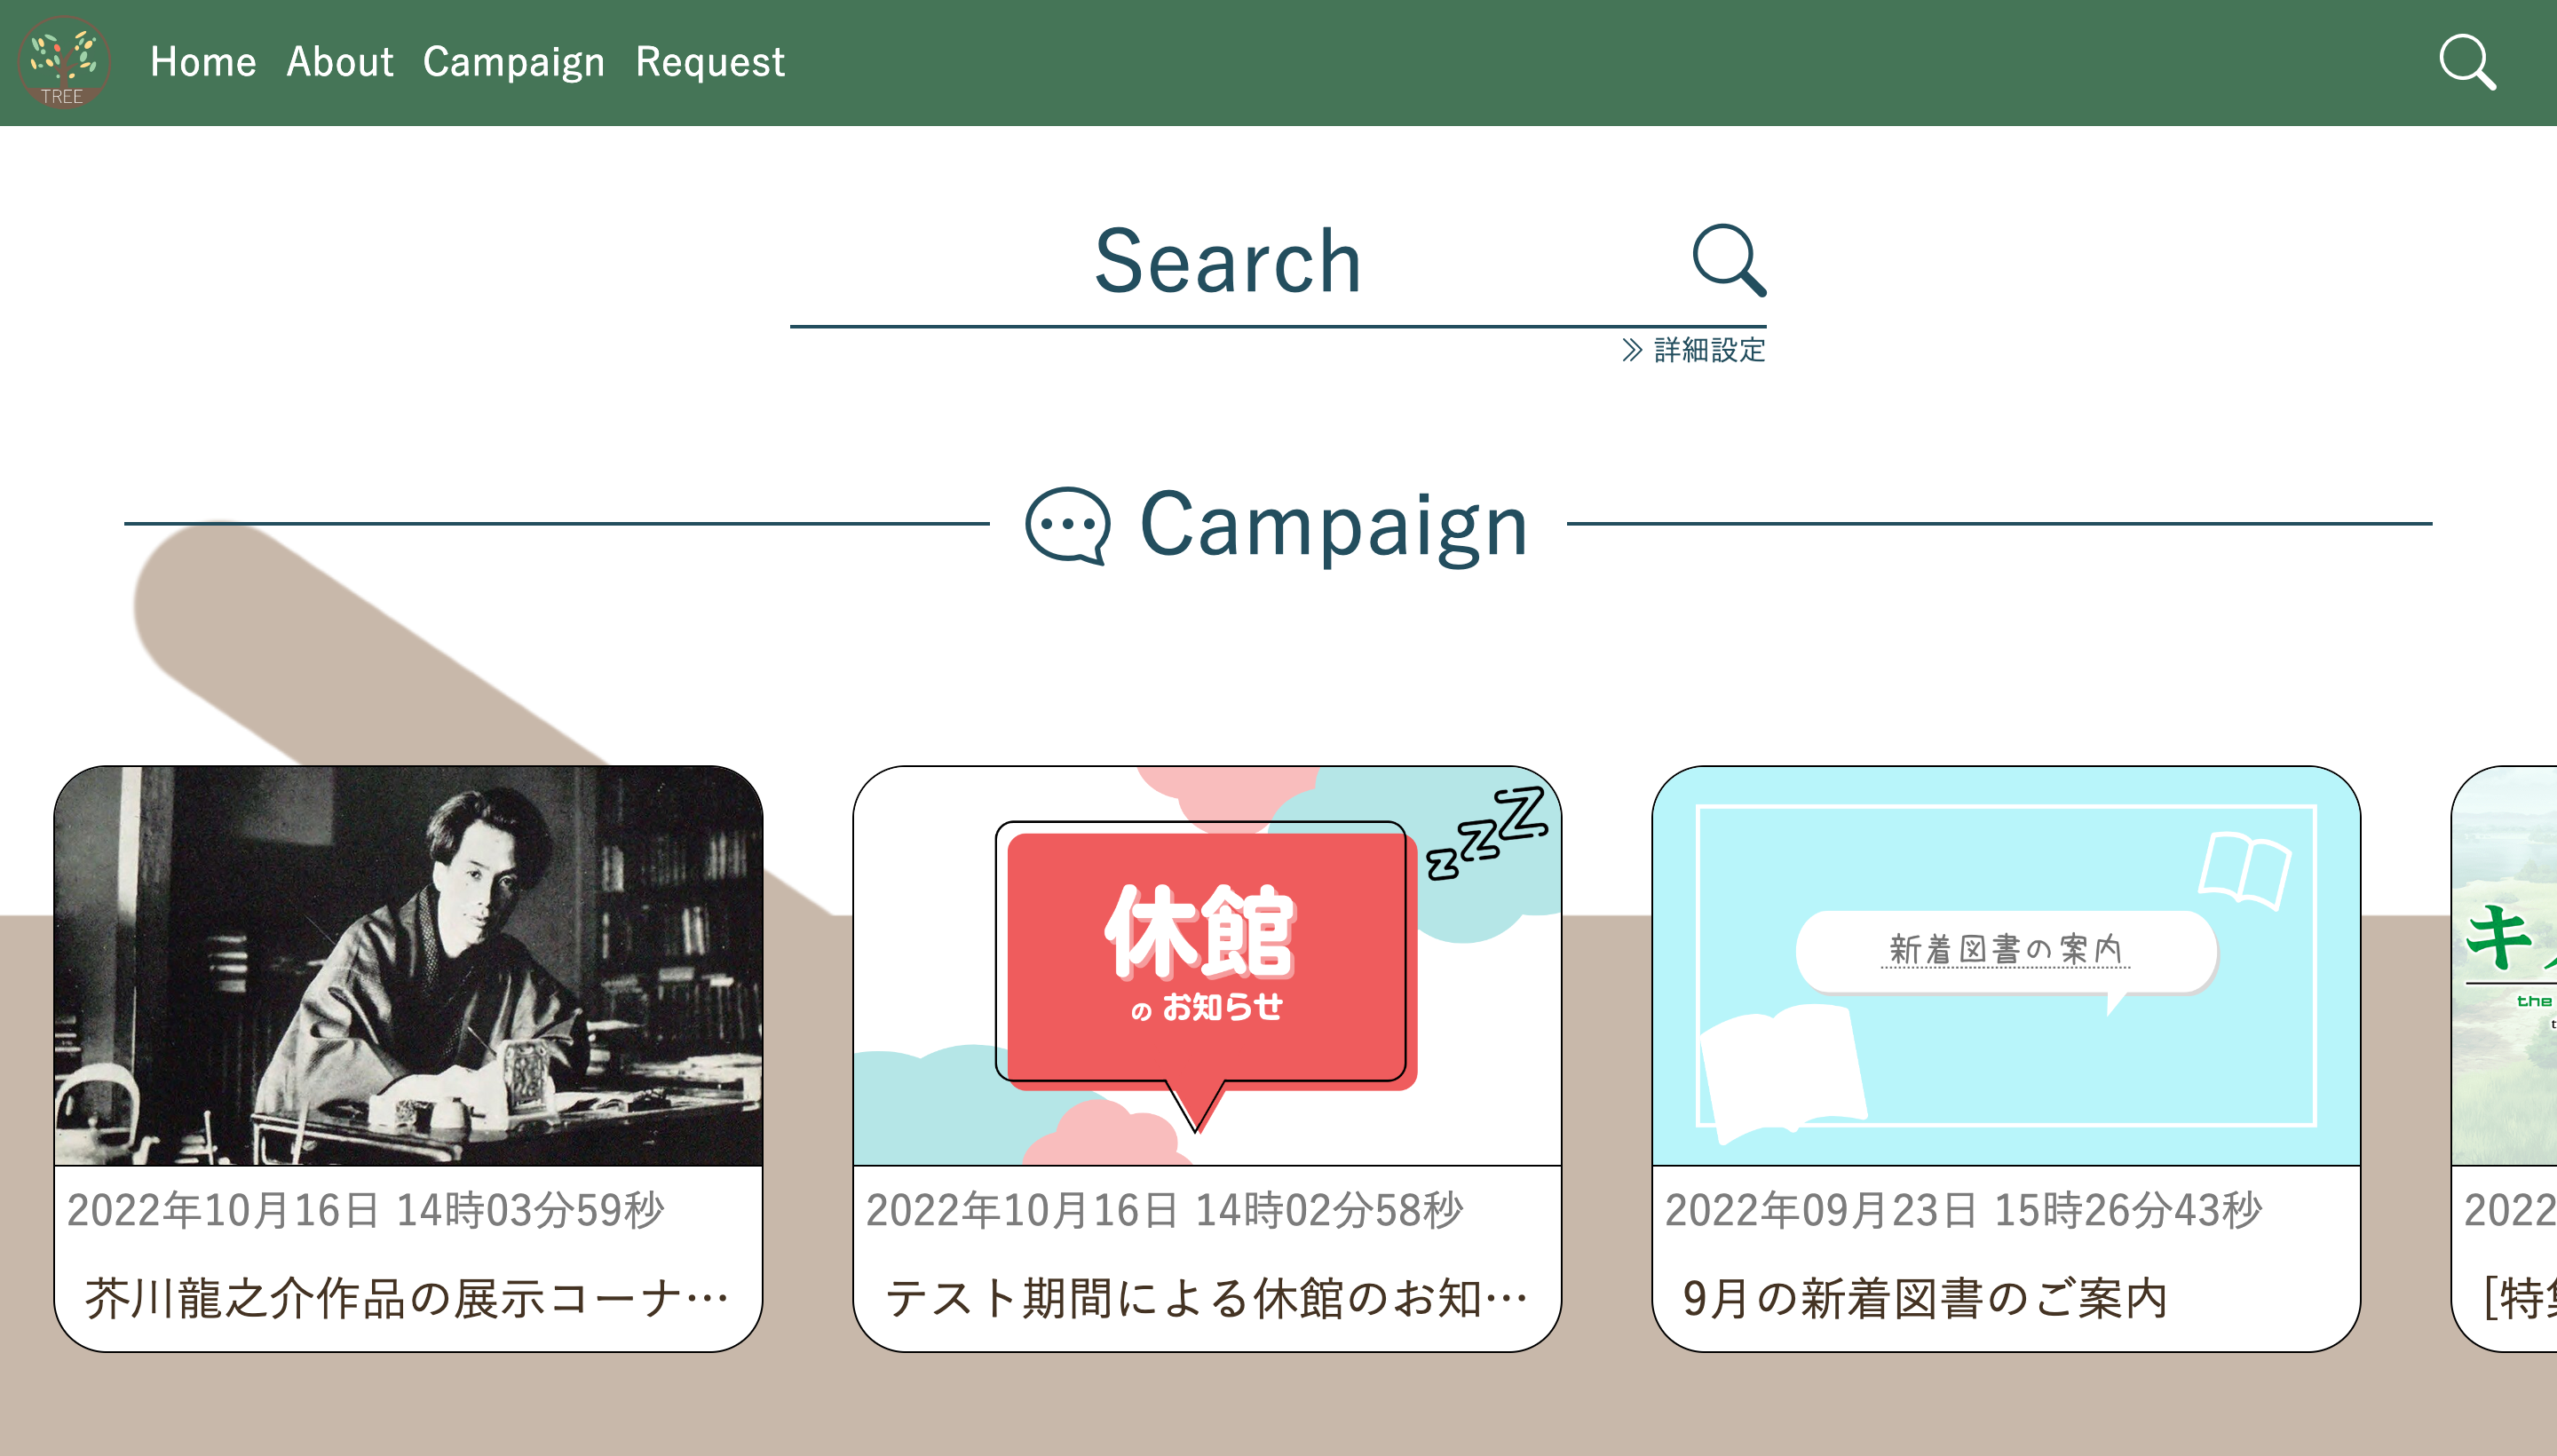 TREE
Home About Campaign Request
Search
詳細設定
Campaign
zzz
休館
の お知らせ
新着図書の案内
キ
the
t
2022年10月16日 14時03分59秒
芥川龍之介作品の展示コーナ…
2022年10月16日 14時02分58秒
テスト期間による休館のお知…
2022年09月23日 15時26分43秒
9月の新着図書のご案内
2022
[特